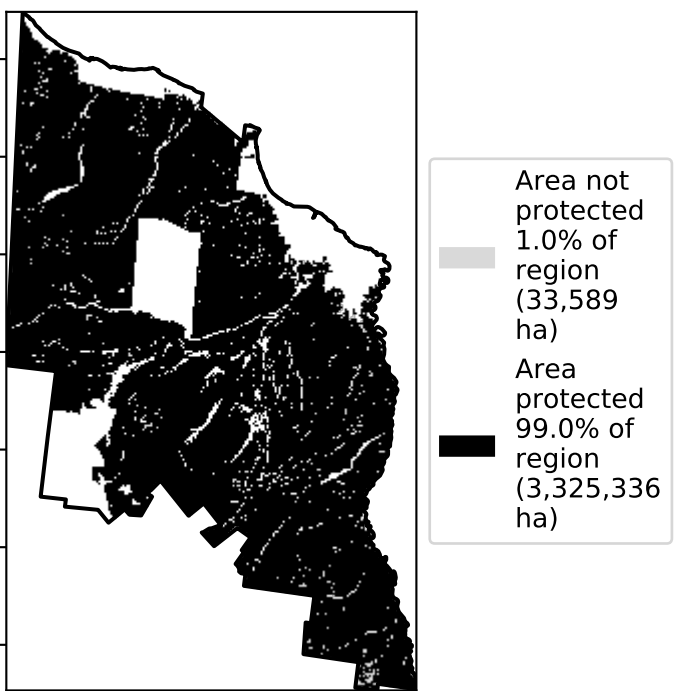 Area not
protected
1.0% of
region
(33,589
ha)
Area
protected
99.0% of
region
(3,325,336
ha)